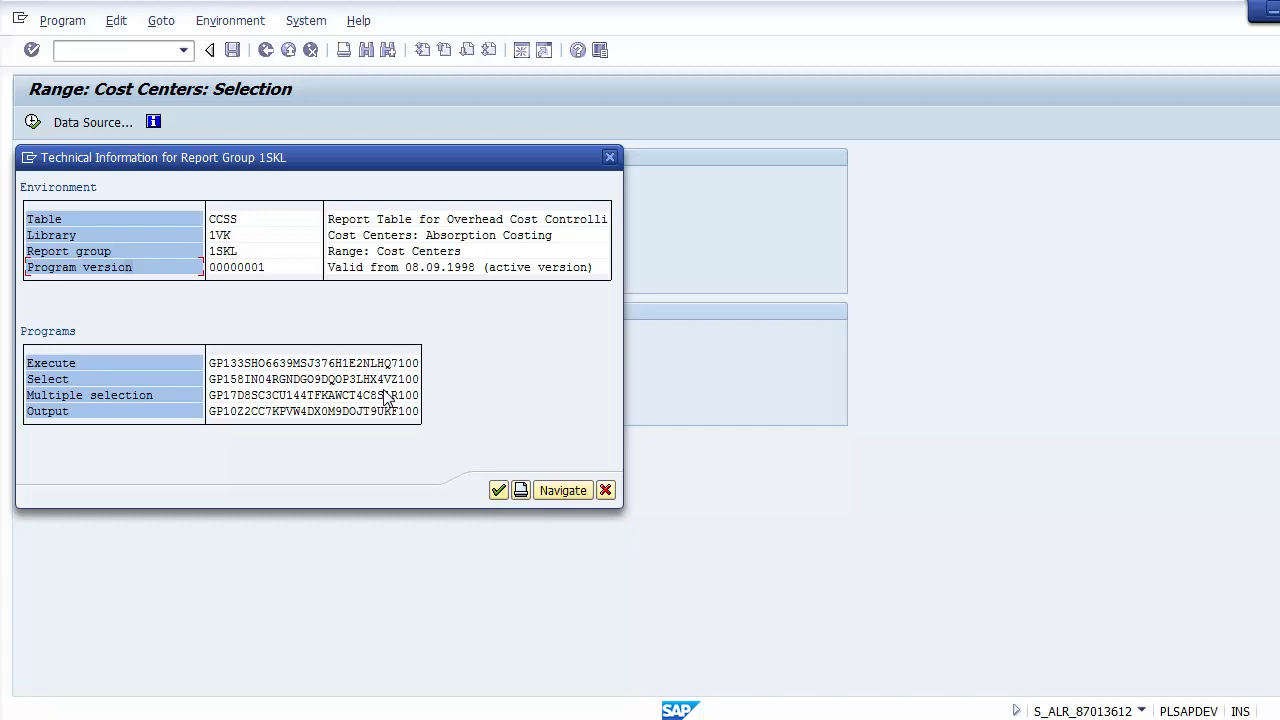 Program Edit Goto Environment System Help
Range: Cost Centers: Selection
Data Source...
Technical Information for Report Group 1SKL
Environment
Table CCSS Report Table for Overhead Cost Controlli
Library 1VK Cost Centers: Absorption Costing
Report group 1SKL Range: Cost Centers
Program version 00000001 Valid from 08.09.1998 (active version)
Programs
Execute GP133SHO6639MSJ376H1E2NLHQ7100
Select GP158IN04RGNDGO9DQOP3LHX4VZ100
Multiple selection
Output GP10Z2CC7KPVW4DX0M9DOJT9UKF100
Navigate
SAP S_ALR_87013612 PLSAPDEV INS